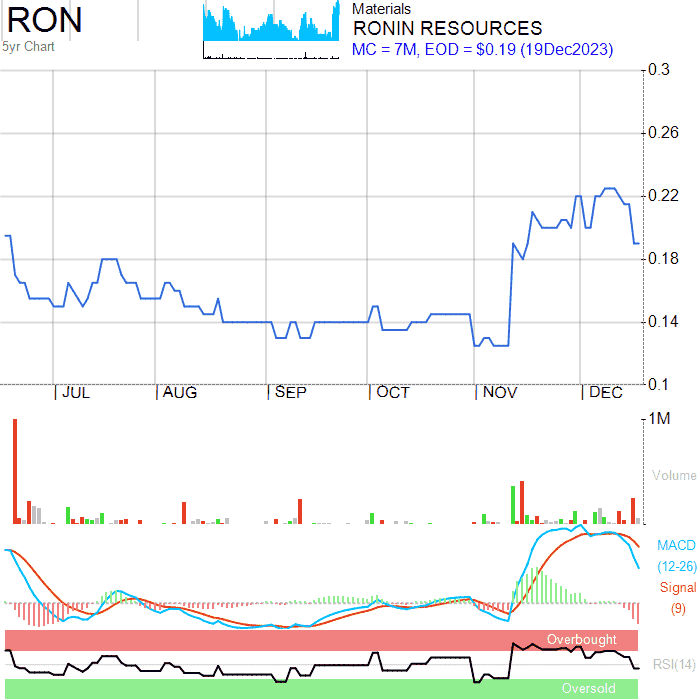 RON
5yr Chart
Materials
RONIN RESOURCES
MC = 7M, EOD = $0.19 (19Dec2023)
0.3
0.26
0.22
0.18
0.14
0.1
JUL AUG SEP OCT NOV DEC
1M
Volume
MACD
(12-26)
Signal
(9)
Overbought
RSI(14)
Oversold